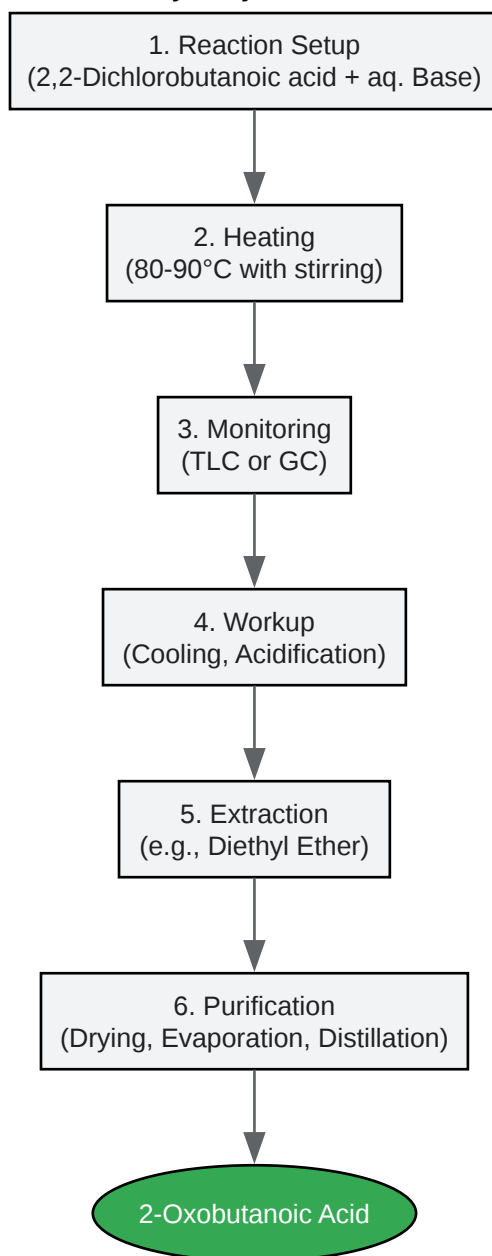 1. Reaction Setup
(2,2-Dichlorobutanoic acid + aq. Base)
2. Heating
(80-90°C with stirring)
3. Monitoring
(TLC or GC)
4. Workup
(Cooling, Acidification)
5. Extraction
(e.g., Diethyl Ether)
6. Purification
(Drying, Evaporation, Distillation)
2-Oxobutanoic Acid